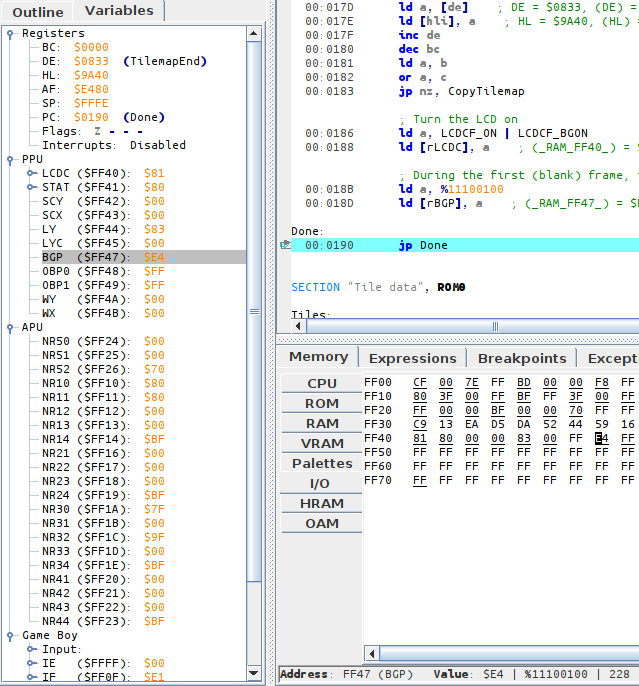 Outline Variables
Registers
BC: $0000
DE: $0833 (TilemapEnd)
HL: $9A40
AF: $E480
SP: $FFFE
PC: $0190 (Done)
Flags: Z - - -
Interrupts: Disabled
PPU
LCDC ($FF40): $81
STAT ($FF41): $80
SCY ($FF42): $00
SCX ($FF43): $00
LY ($FF44): $83
LYC ($FF45): $00
BGP ($FF47): $E4
OBP0 ($FF48): $FF
OBP1 ($FF49): $FF
WY ($FF4A): $00
WX ($FF4B): $00
APU
NR50 ($FF24): $00
NR51 ($FF25): $00
NR52 ($FF26): $70
NR10 ($FF10): $80
NR11 ($FF11): $80
NR12 ($FF12): $00
NR13 ($FF13): $00
NR14 ($FF14): $BF
NR21 ($FF16): $00
NR22 ($FF17): $00
NR23 ($FF18): $00
NR24 ($FF19): $BF
NR30 ($FF1A): $7F
NR31 ($FF1B): $00
NR32 ($FF1C): $9F
NR33 ($FF1D): $00
NR34 ($FF1E): $BF
NR41 ($FF20): $00
NR42 ($FF21): $00
NR43 ($FF22): $00
NR44 ($FF23): $BF
Game Boy
Input:
IE ($FFFF): $00
IF ($FF0F): $E1
00:017D ld a, [de] ; DE = $0833, (DE) =
00:017E ld [hli], a ; HL = $9A40, (HL) =
00:017F inc de
00:0180 dec bc
00:0181 ld a, b
00:0182 or a, c
00:0183 jp nz, CopyTilemap
; Turn the LCD on
00:0186 ld a, LCDCF_ON | LCDCF_BGON
00:0188 ld [rLCDC], a ; (_RAM_FF40_) = $
; During the first (blank) frame,
00:018B ld a, %11100100
00:018D ld [rBGP], a ; (_RAM_FF47_) = $
Done:
00:0190 jp Done
SECTION "Tile data", ROM0
Tiles:
Memory Expressions Breakpoints Except
CPU
ROM
RAM
VRAM
Palettes
I/O
HRAM
OAM
FF00 CF 00 7E FF BD 00 00 F8 FF
FF10 80 3F 00 00 BF FF 3F 00 FF
FF20 FF 00 00 BF 00 00 70 FF FF
FF30 C9 13 EA D5 DA 52 44 59 16
FF40 81 80 00 00 83 00 FF E4 FF
FF50 FF FF FF FF FF FF FF FF FF
FF60 FF FF FF FF FF FF FF FF FF
FF70 FF FF FF FF FF FF FF FF FF
Address: FF47 (BGP) Value: $E4 | %11100100 | 228